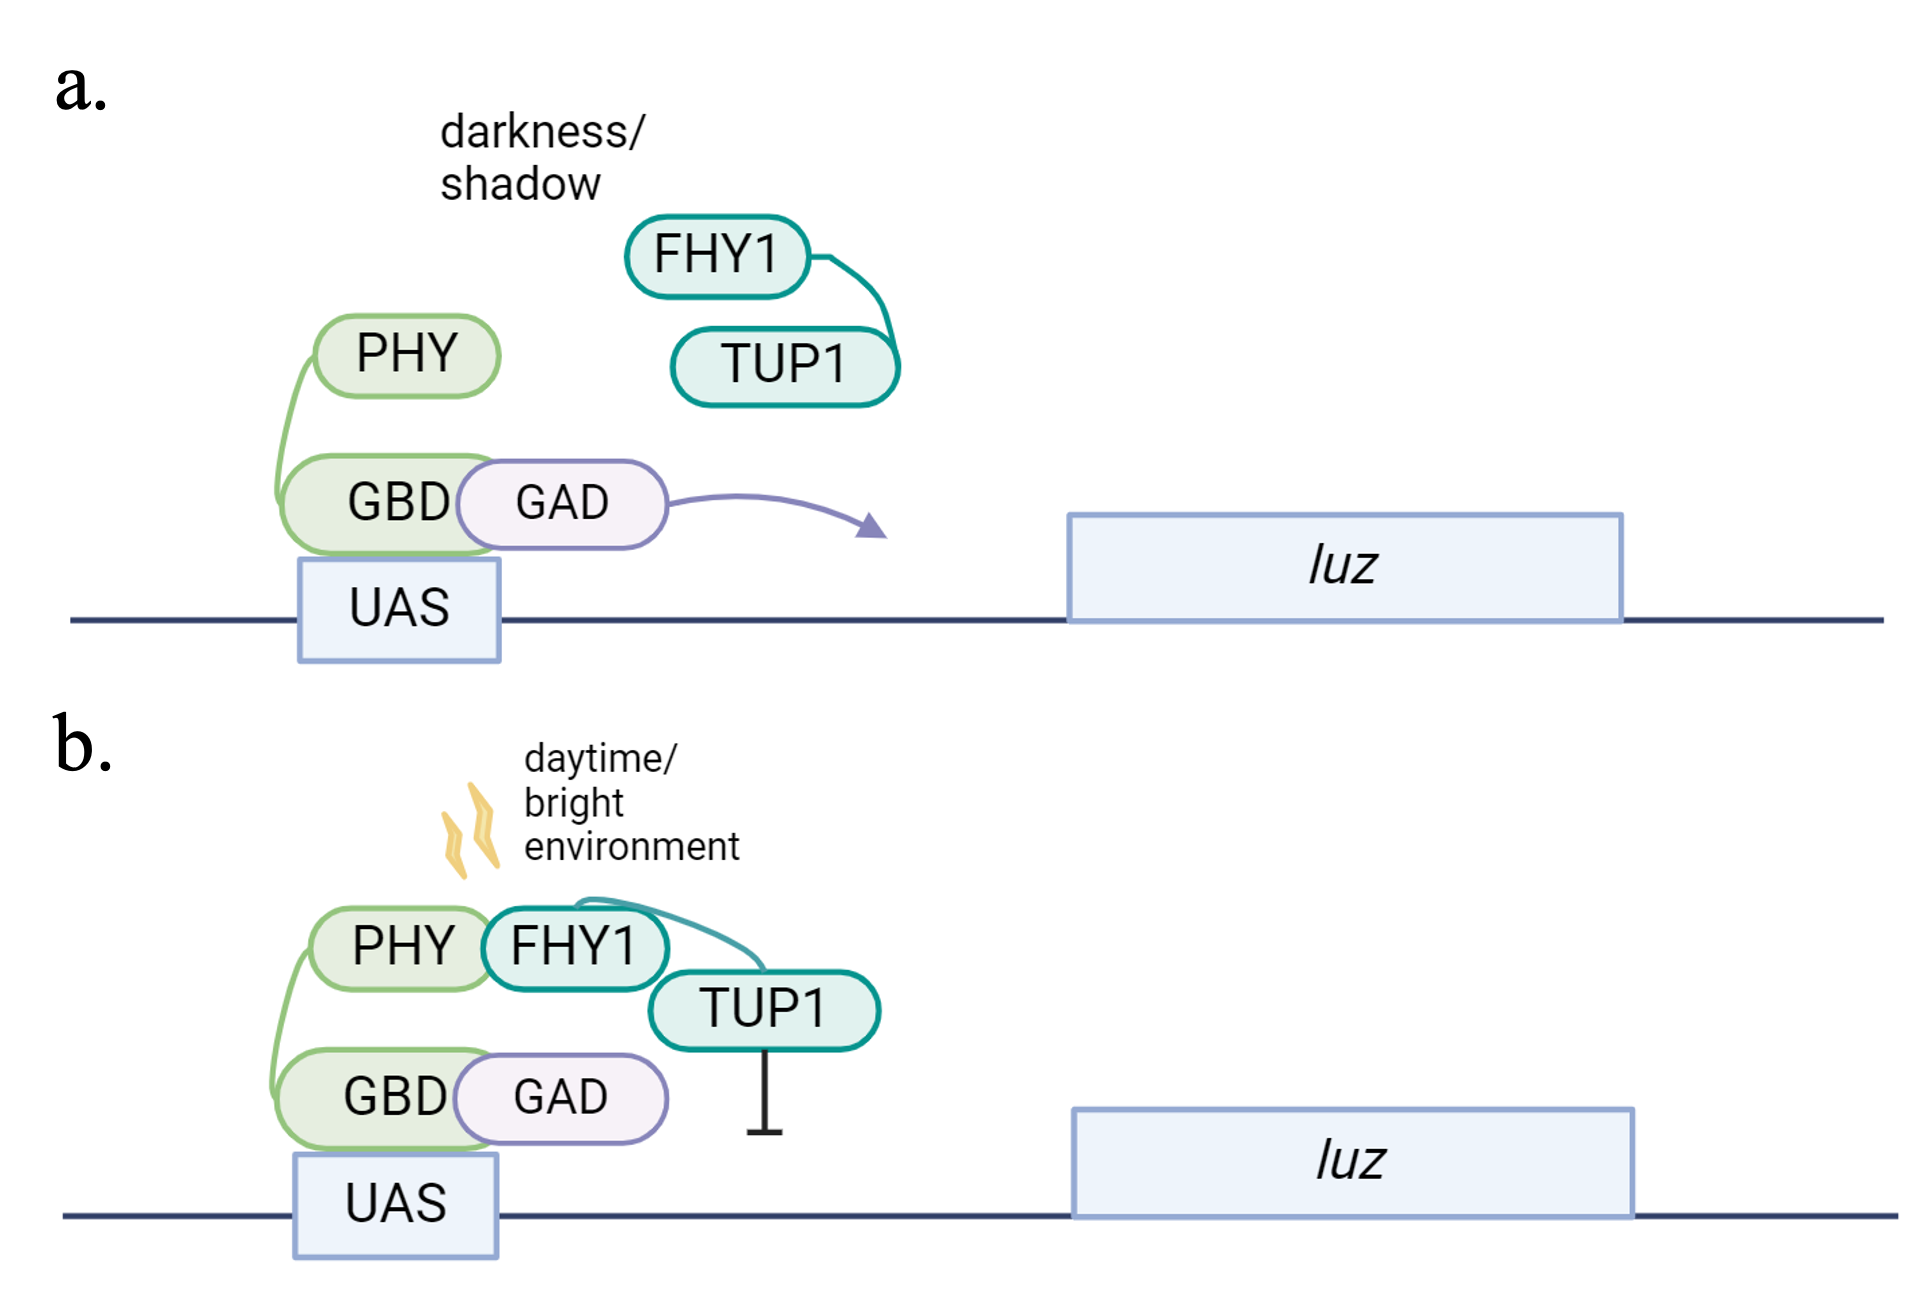 a.
darkness/
shadow
FHY1
PHY
TUP1
GBD
GAD
luz
UAS
b.
daytime/
bright
environment
PHY
FHY1
TUP1
GBD
GAD
luz
UAS